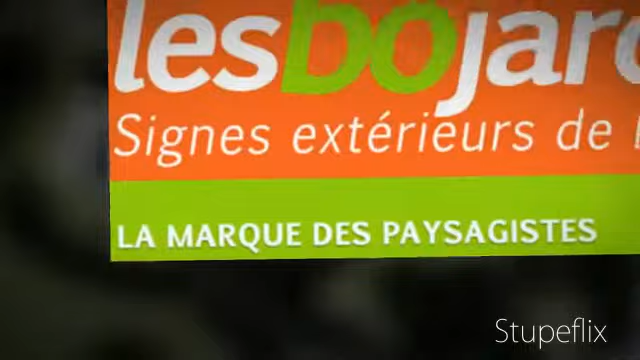 lesbojar
Signes extérieurs de
LA MARQUE DES PAYSAGISTES
Stupeflix